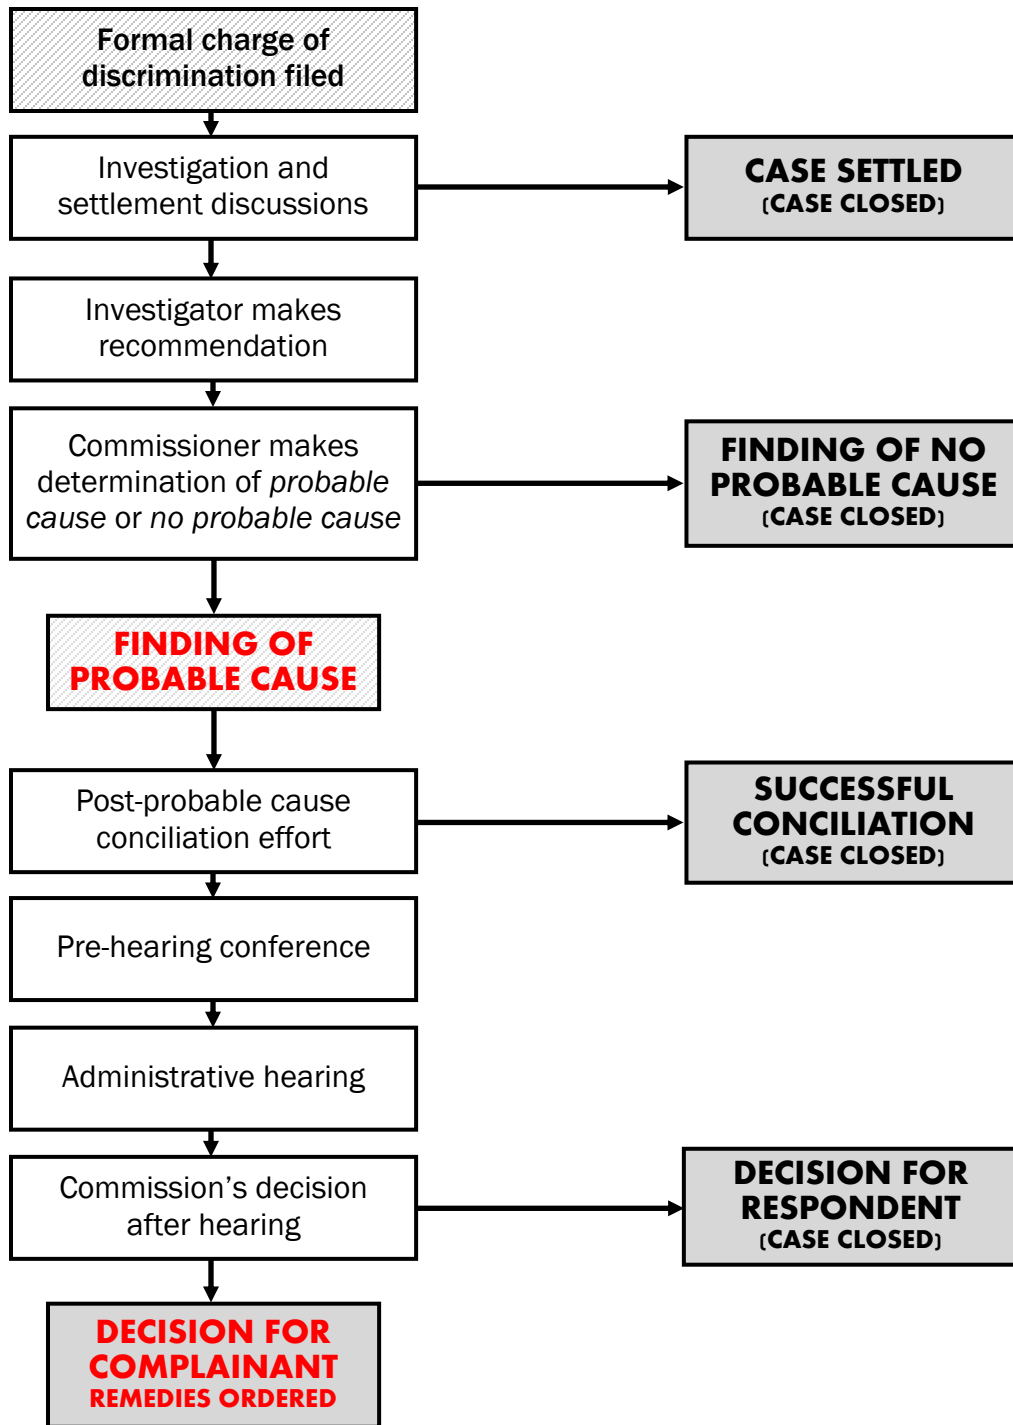 Formal charge of
discrimination filed
Investigation and
settlement discussions
CASE SETTLED
(CASE CLOSED)
Investigator makes
recommendation
Commissioner makes
determination of probable
cause or no probable cause
FINDING OF NO
PROBABLE CAUSE
(CASE CLOSED)
FINDING OF
PROBABLE CAUSE
Post-probable cause
conciliation effort
SUCCESSFUL
CONCILIATION
(CASE CLOSED)
Pre-hearing conference
Administrative hearing
Commission’s decision
after hearing
DECISION FOR
RESPONDENT
(CASE CLOSED)
DECISION FOR
COMPLAINANT
REMEDIES ORDERED